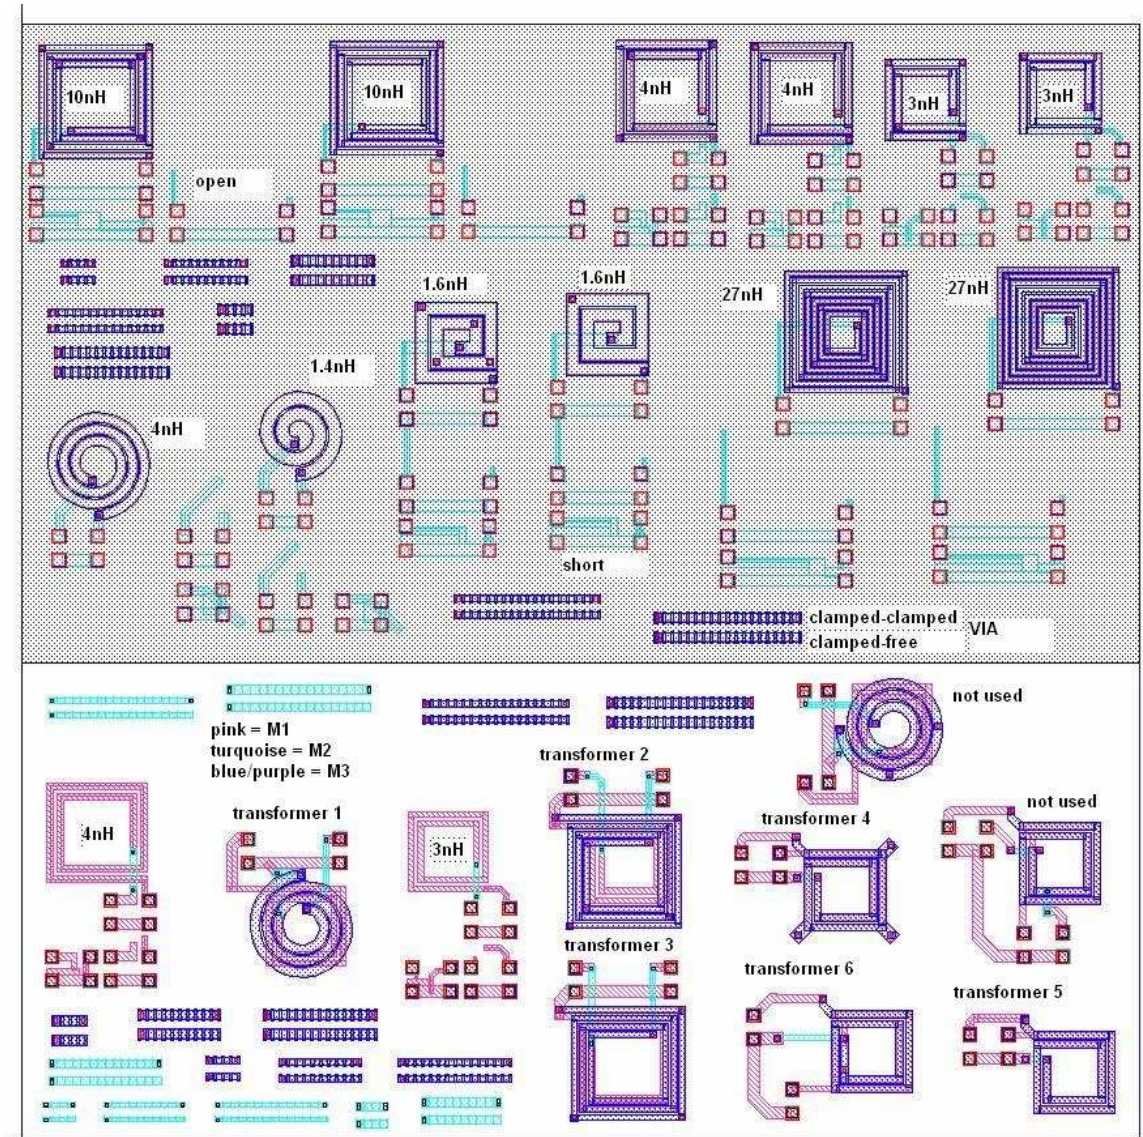 10nH
10nH
4nH
4nH
3nH
3nH
open
1.6nH
1.6nH
27nH
27nH
1.4nH
4nH
short
clamped-clamped
VIA
clamped-free
not used
pink = M1
turquoise = M2
blue/purple = M3
transformer 2
transformer 1
4nH
3nH
transformer 4
not used
transformer 3
transformer 6
transformer 5